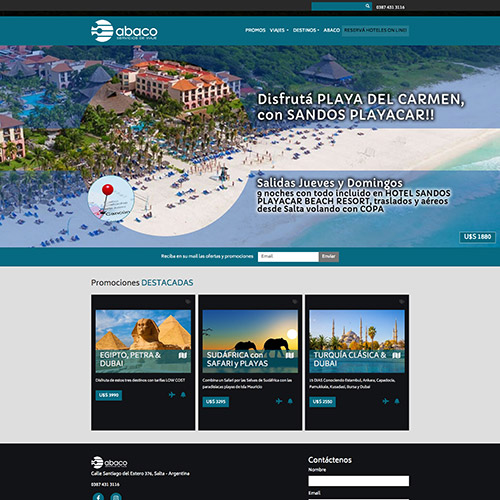 0387 431 3116
abaco
SERVICIOS DE VIAJE
PROMOS VIAJES DESTINOS ABACO RESERVÁ HOTELES ON LINE!
Disfrutá PLAYA DEL CARMEN,
con SANDOS PLAYACAR!!
Cancún
Salidas Jueves y Domingos
9 noches con todo incluido en HOTEL SANDOS
PLAYACAR BEACH RESORT, traslados y aéreos
desde Salta volando con COPA
U$S 1880
Reciba en su mail las ofertas y promociones
Email
Enviar
Promociones DESTACADAS
EGIPTO, PETRA &
DUBAI
Disfruta de estos tres destinos con tarifas LOW COST
U$S 3990
SUDÁFRICA con
SAFARI y PLAYAS
Combina un Safari por las Selvas de Sudáfrica con las
paradisíacas playas de Isla Mauricio
U$S 3295
TURQUÍA CLÁSICA &
DUBAI
15 DIAS Conociendo Estambul, Ankara, Capadocia,
Pamukkale, Kusadasi, Bursa y Dubai
U$S 2550
abaco
Calle Santiago del Estero 376, Salta - Argentina
0387 431 3116
Contáctenos
Nombre
Email